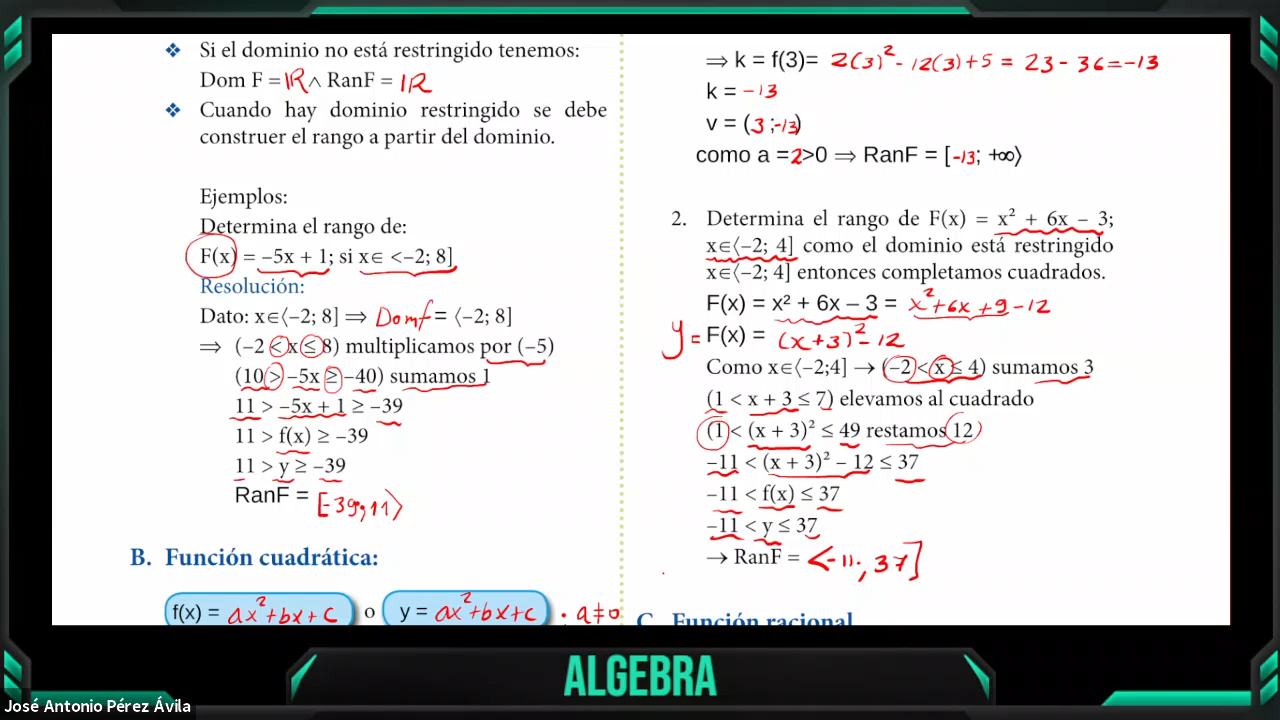 ❖ Si el dominio no está restringido tenemos:
Dom F = IR ∧ RanF = IR
❖ Cuando hay dominio restringido se debe
construer el rango a partir del dominio.
Ejemplos:
Determina el rango de:
F(x) = –5x + 1; si x∈ <–2; 8]
Resolución:
Dato: x∈⟨–2; 8] ⟹ Domf = ⟨–2; 8]
⟹ (–2 < x ≤ 8) multiplicamos por (–5)
(10 > –5x ≥ –40) sumamos 1
11 > –5x + 1 ≥ –39
11 > f(x) ≥ –39
11 > y ≥ –39
RanF = [-39; 11⟩
B. Función cuadrática:
f(x) = ax²+bx+c o y = ax²+bx+c . a≠0
⟹ k = f(3)= 2(3)² - 12(3)+5 = 23 - 36 = -13
k = -13
v = (3 ;-13)
como a =2>0 ⟹ RanF = [-13; +∞⟩
2. Determina el rango de F(x) = x² + 6x – 3;
x∈⟨–2; 4] como el dominio está restringido
x∈⟨–2; 4] entonces completamos cuadrados.
F(x) = x² + 6x – 3 = x²+6x+9-12
y = F(x) = (x+3)²-12
Como x∈⟨–2;4] → (–2 < x ≤ 4) sumamos 3
(1 < x + 3 ≤ 7) elevamos al cuadrado
(1 < (x + 3)² ≤ 49 restamos 12)
–11 < (x + 3)² – 12 ≤ 37
–11 < f(x) ≤ 37
–11 < y ≤ 37
→ RanF = <-11; 37]
C. Función racional
ALGEBRA
José Antonio Pérez Ávila